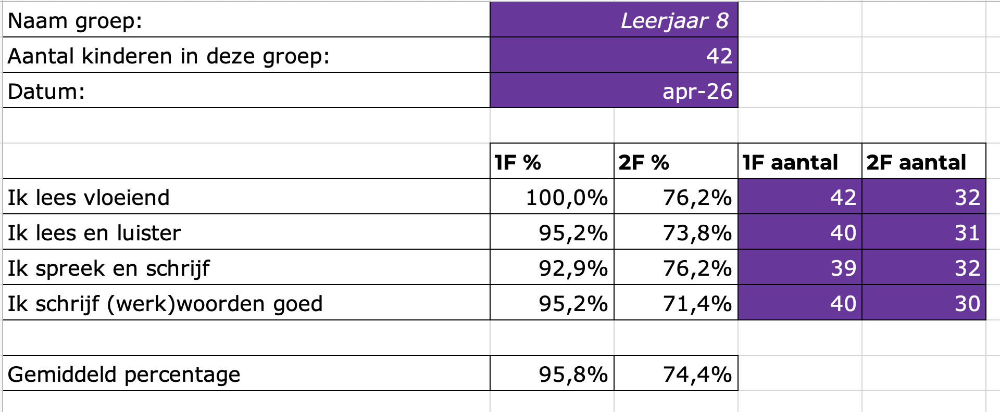 Naam groep: Leerjaar 8
Aantal kinderen in deze groep: 42
Datum: apr-26
1F % 2F % 1F aantal 2F aantal
Ik lees vloeiend 100,0% 76,2% 42 32
Ik lees en luister 95,2% 73,8% 40 31
Ik spreek en schrijf 92,9% 76,2% 39 32
Ik schrijf (werk)woorden goed 95,2% 71,4% 40 30
Gemiddeld percentage 95,8% 74,4%